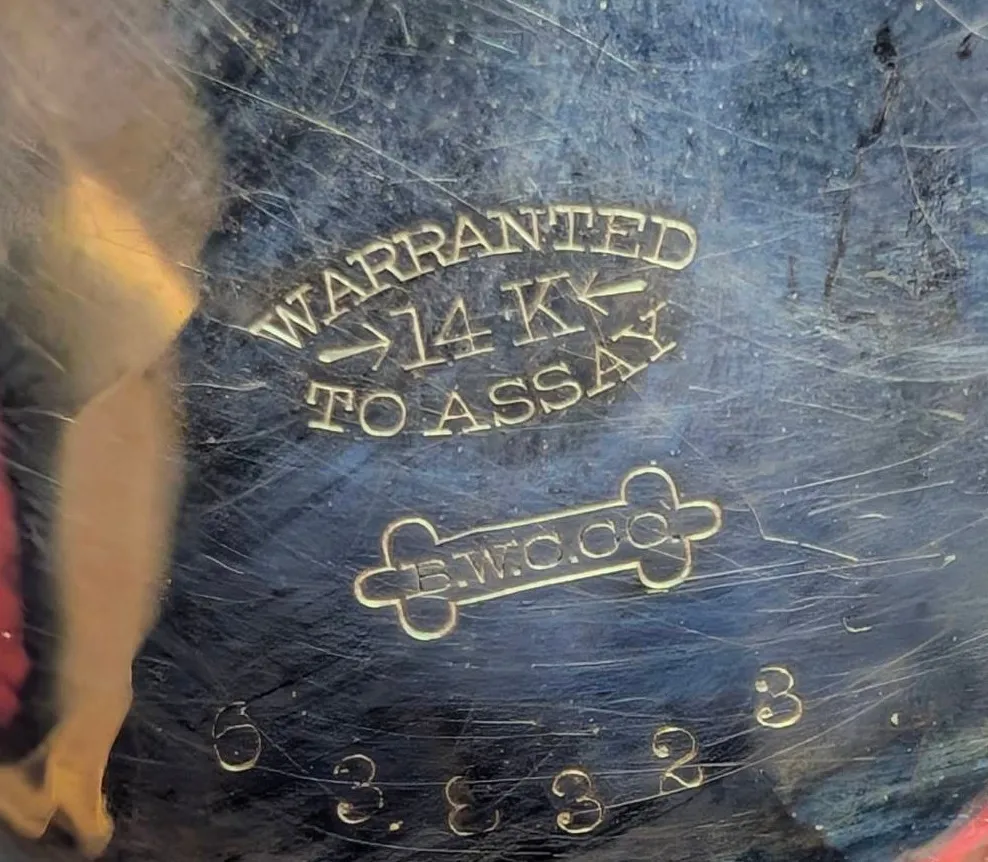 WARRANTED
→14 K←
TO ASSAY
B.W.C.CO.
6 3 8 3 2 3